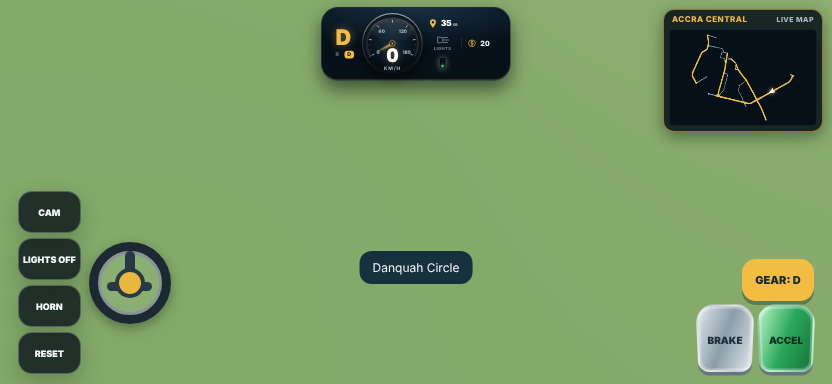 D
R D
60
120
0
180
0
KM/H
35 m
LIGHTS
20
ACCRA CENTRAL
LIVE MAP
CAM
LIGHTS OFF
HORN
RESET
Danquah Circle
GEAR: D
BRAKE
ACCEL